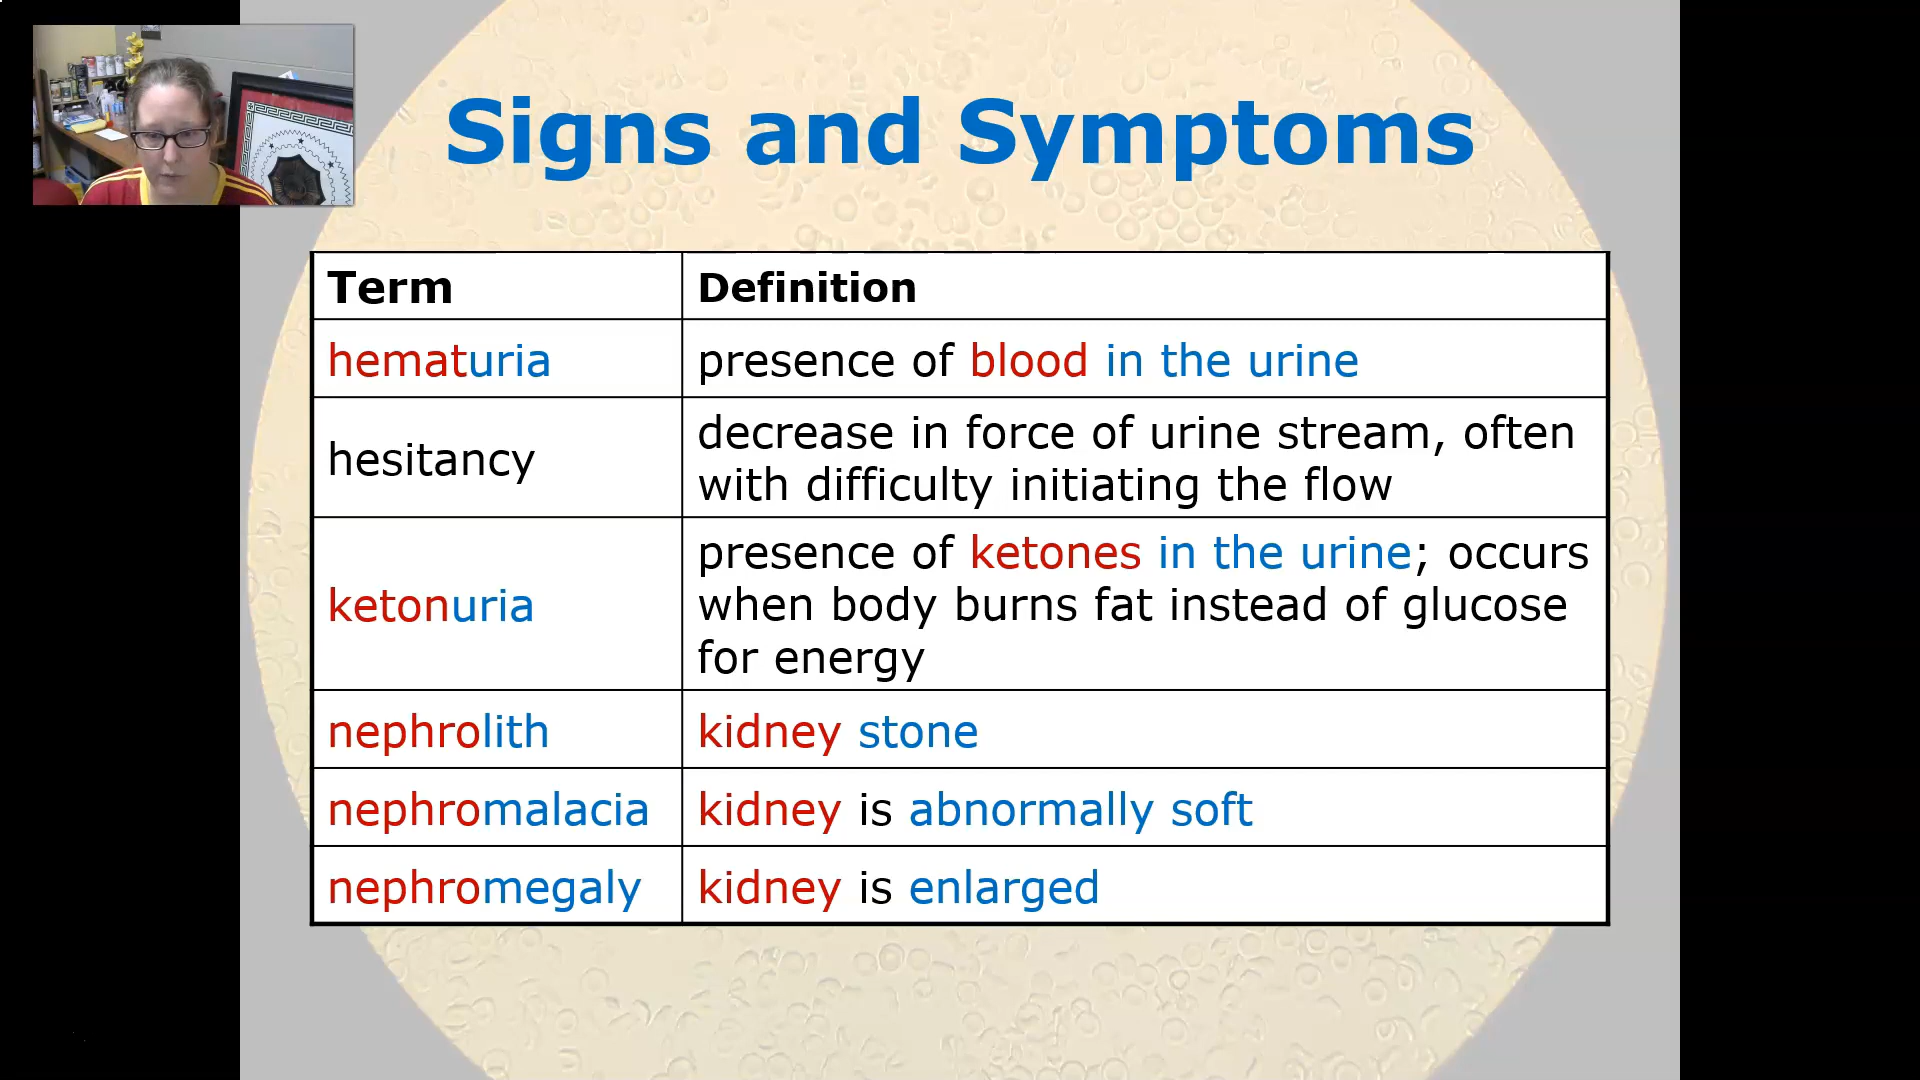 Signs and Symptoms
Term Definition
hematuria presence of blood in the urine
hesitancy decrease in force of urine stream, often
with difficulty initiating the flow
ketonuria presence of ketones in the urine; occurs
when body burns fat instead of glucose
for energy
nephrolith kidney stone
nephromalacia kidney is abnormally soft
nephromegaly kidney is enlarged